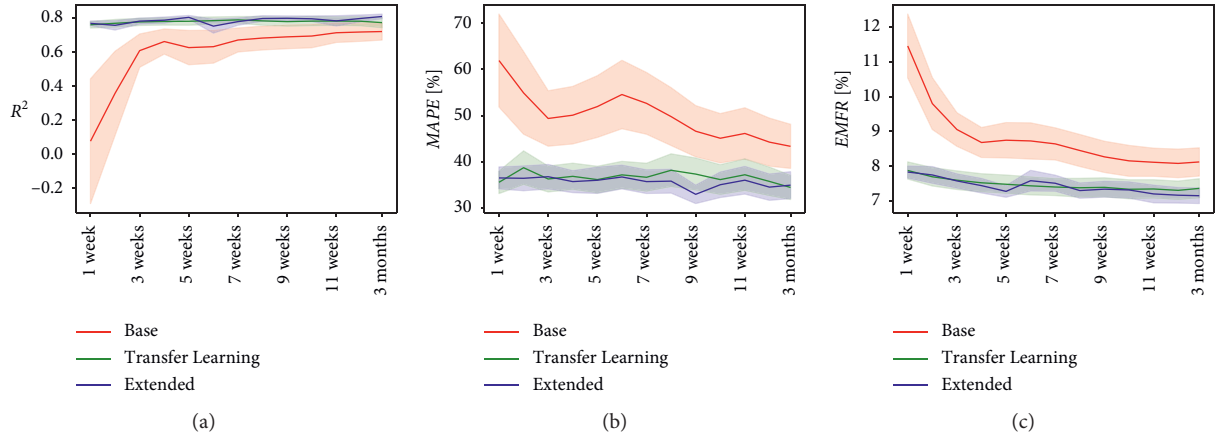 0.8
0.6
0.4
0.2
0.0
−0.2
R²
1 week
3 weeks
5 weeks
7 weeks
9 weeks
11 weeks
3 months
Base
Transfer Learning
Extended
(a)
70
60
50
40
30
MAPE [%]
1 week
3 weeks
5 weeks
7 weeks
9 weeks
11 weeks
3 months
Base
Transfer Learning
Extended
(b)
12
11
10
9
8
7
EMFR [%]
1 week
3 weeks
5 weeks
7 weeks
9 weeks
11 weeks
3 months
Base
Transfer Learning
Extended
(c)